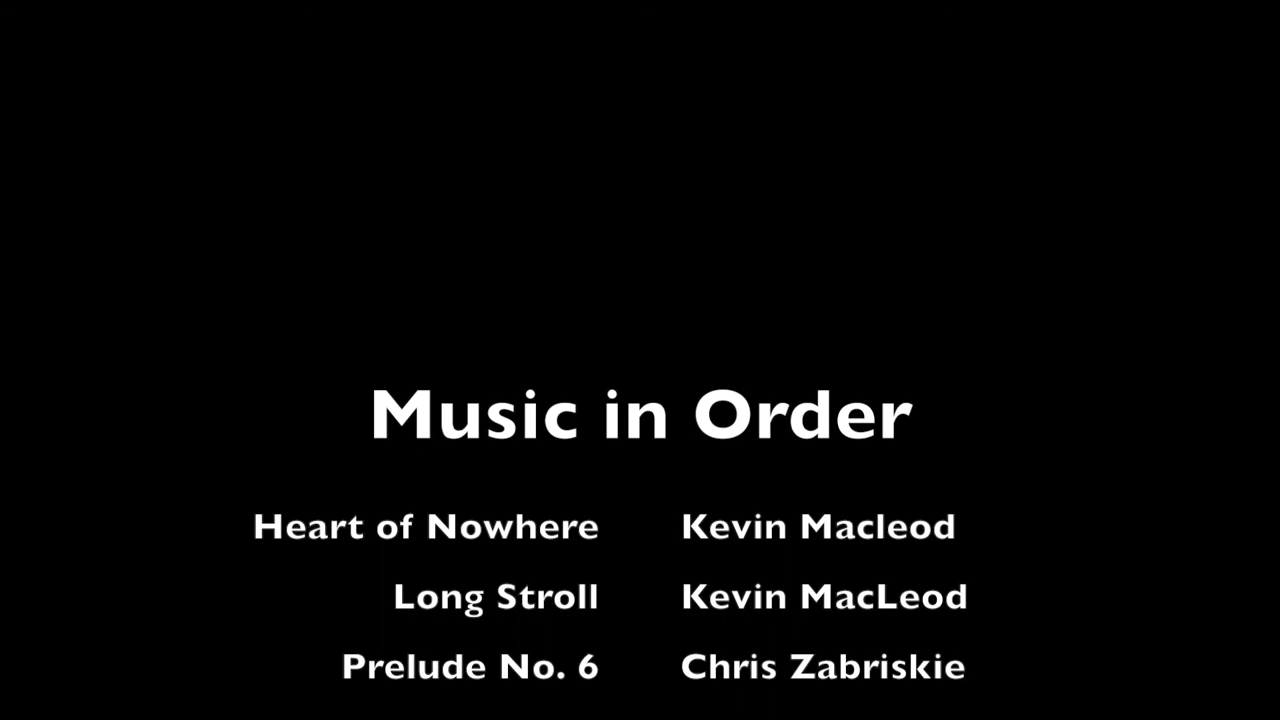 Music in Order
Heart of Nowhere Kevin Macleod
Long Stroll Kevin MacLeod
Prelude No. 6 Chris Zabriskie